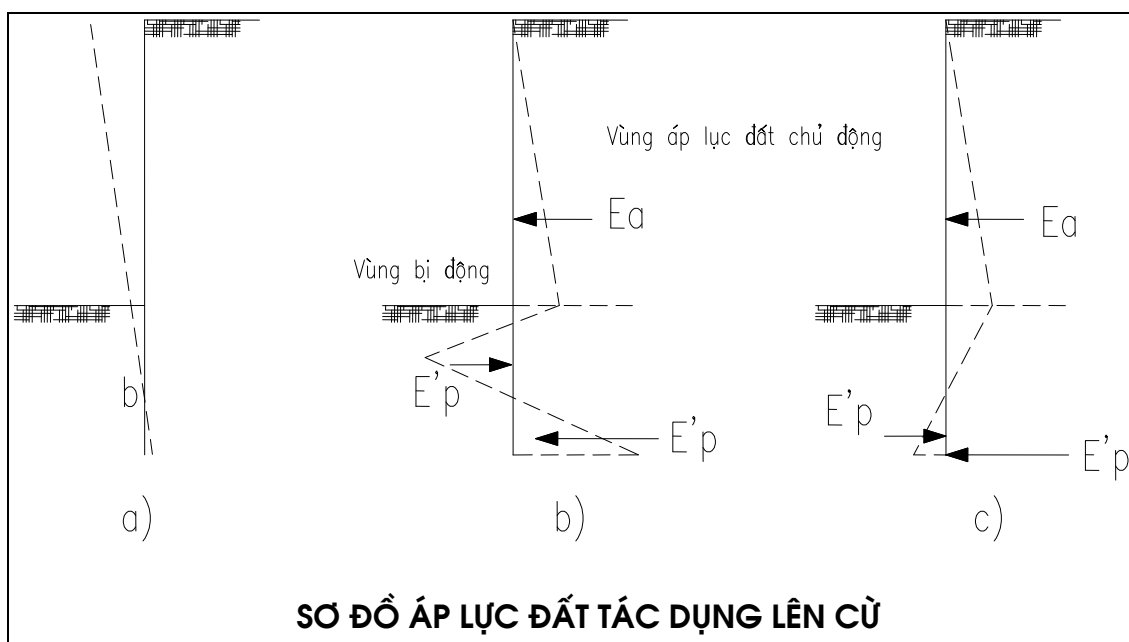 Vùng áp lực đất chủ động
Ea
Ea
Vùng bị động
b
E'p
E'p
E'p
E'p
a)
b)
c)
SƠ ĐỒ ÁP LỰC ĐẤT TÁC DỤNG LÊN CỪ